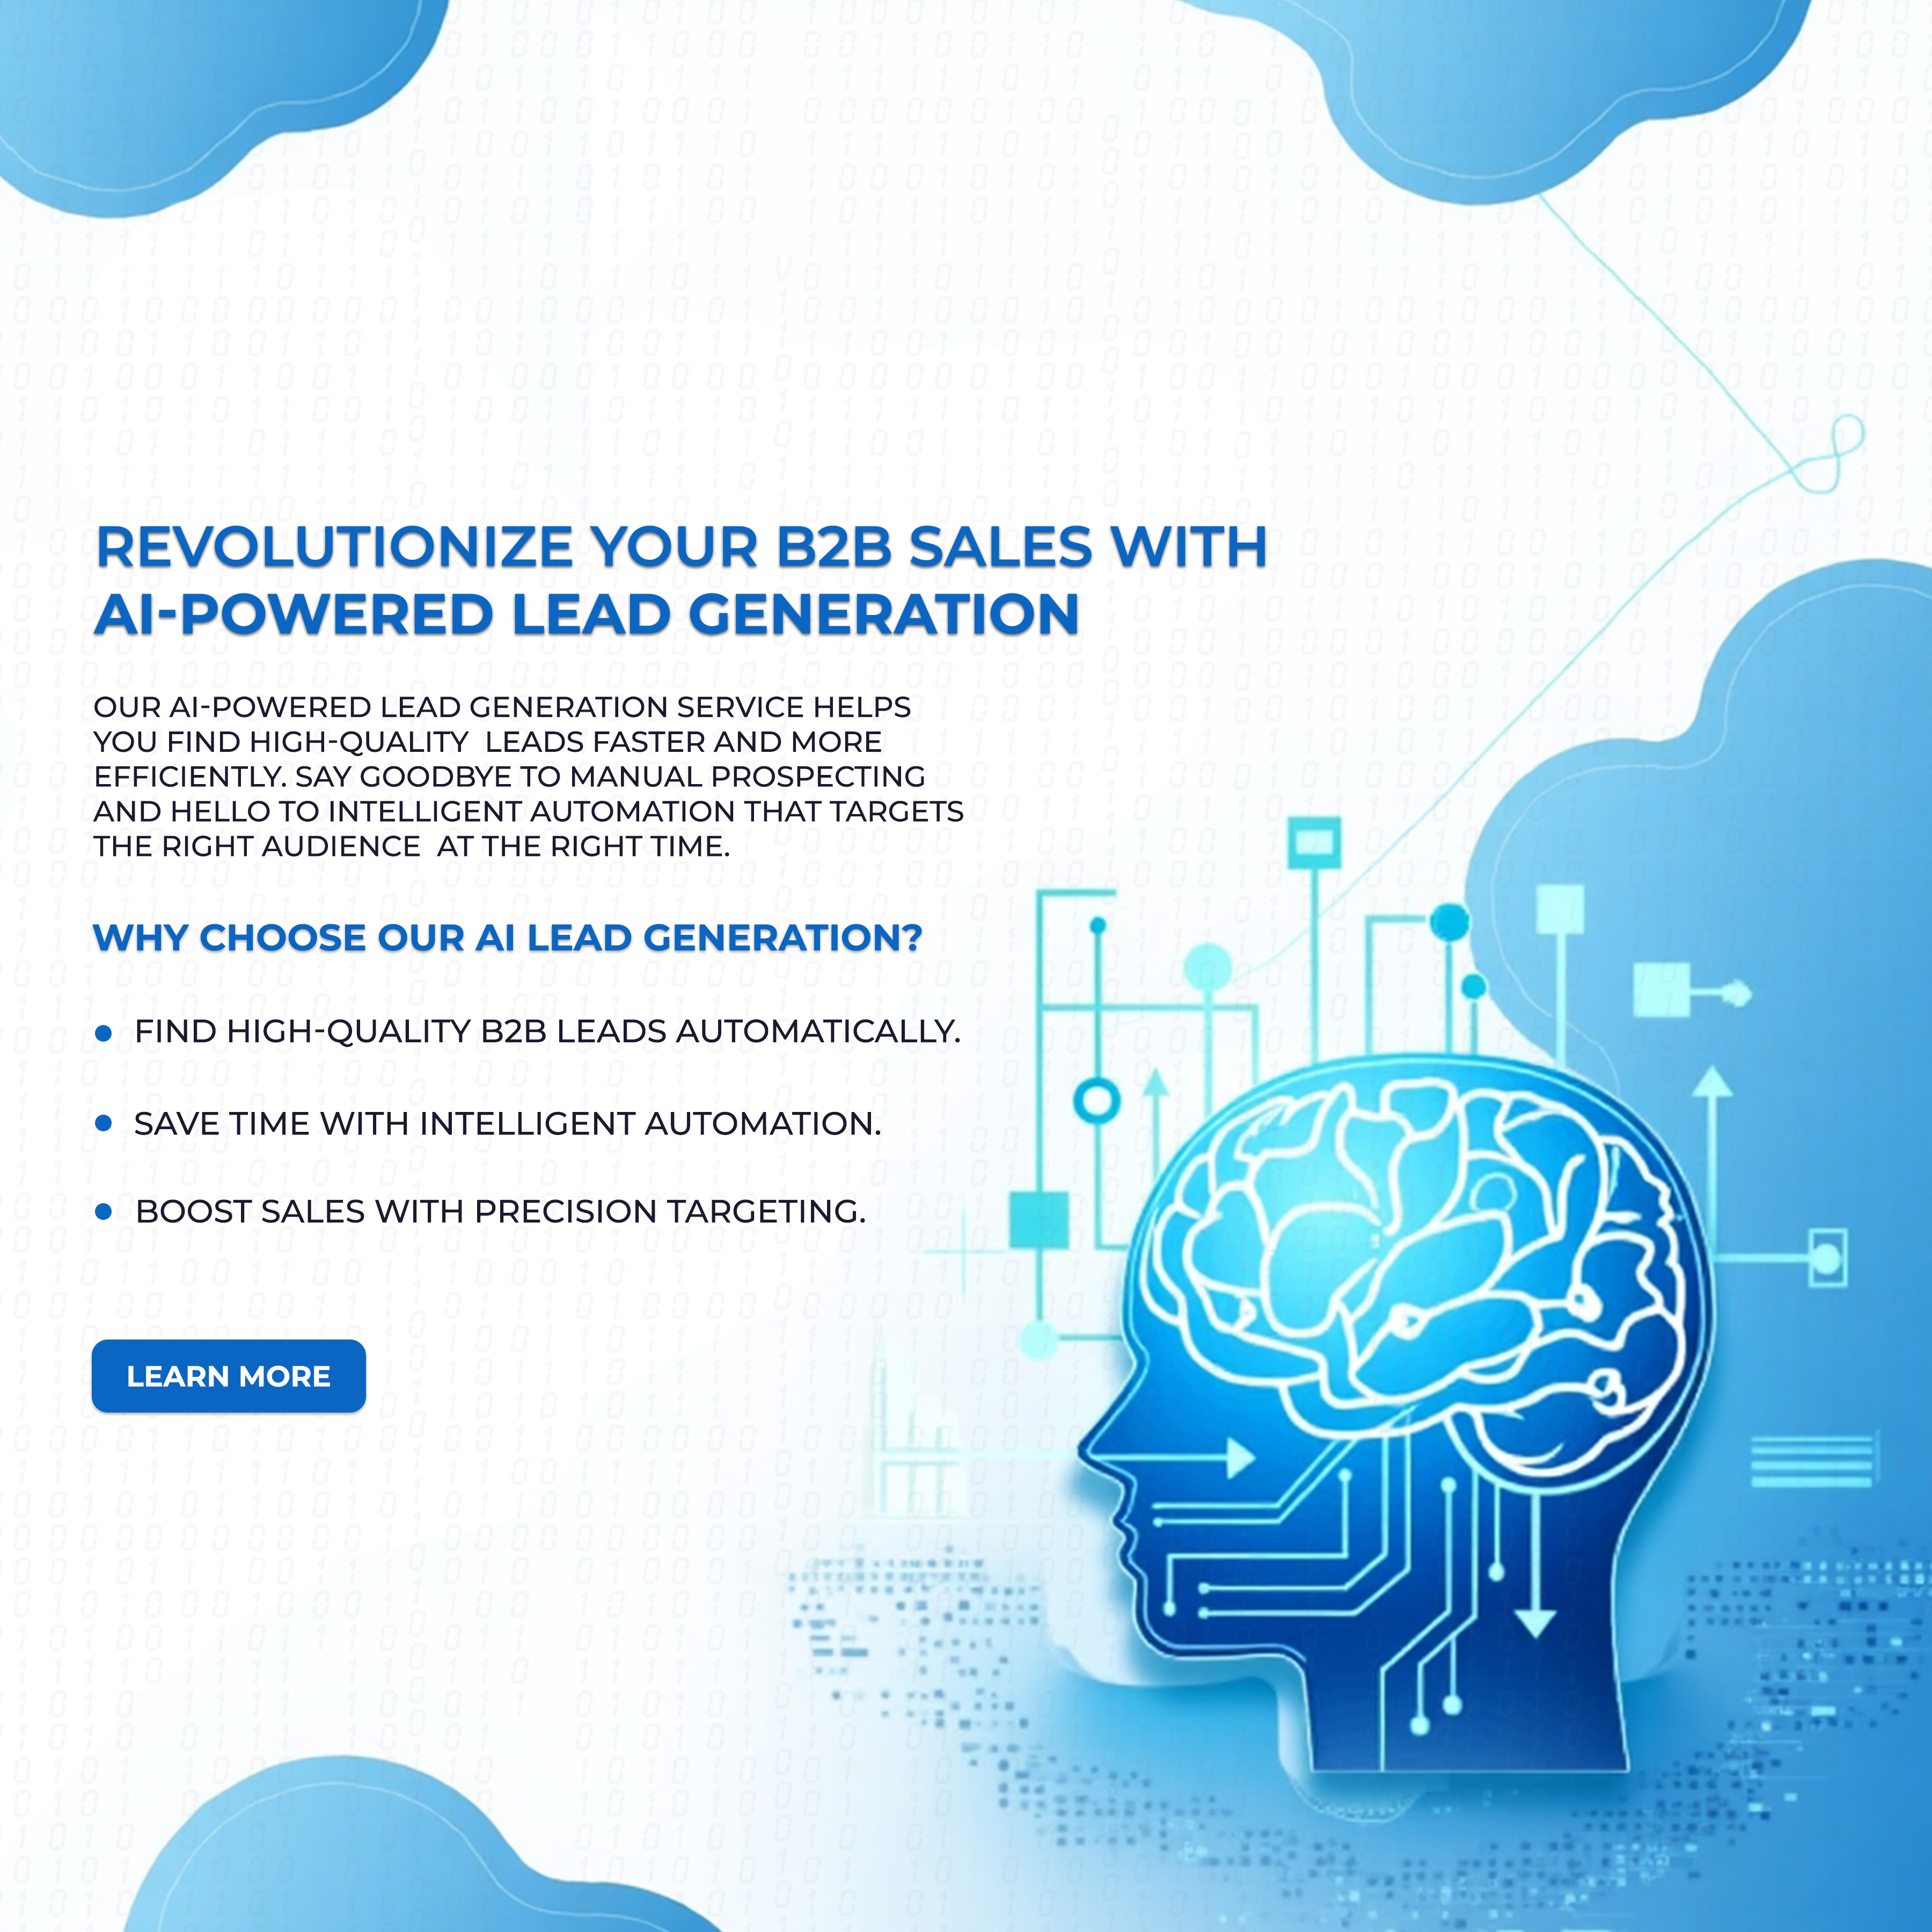 REVOLUTIONIZE YOUR B2B SALES WITH
AI-POWERED LEAD GENERATION
OUR AI-POWERED LEAD GENERATION SERVICE HELPS
YOU FIND HIGH-QUALITY  LEADS FASTER AND MORE
EFFICIENTLY. SAY GOODBYE TO MANUAL PROSPECTING
AND HELLO TO INTELLIGENT AUTOMATION THAT TARGETS
THE RIGHT AUDIENCE  AT THE RIGHT TIME.
WHY CHOOSE OUR AI LEAD GENERATION?
FIND HIGH-QUALITY B2B LEADS AUTOMATICALLY.
SAVE TIME WITH INTELLIGENT AUTOMATION.
BOOST SALES WITH PRECISION TARGETING.
LEARN MORE